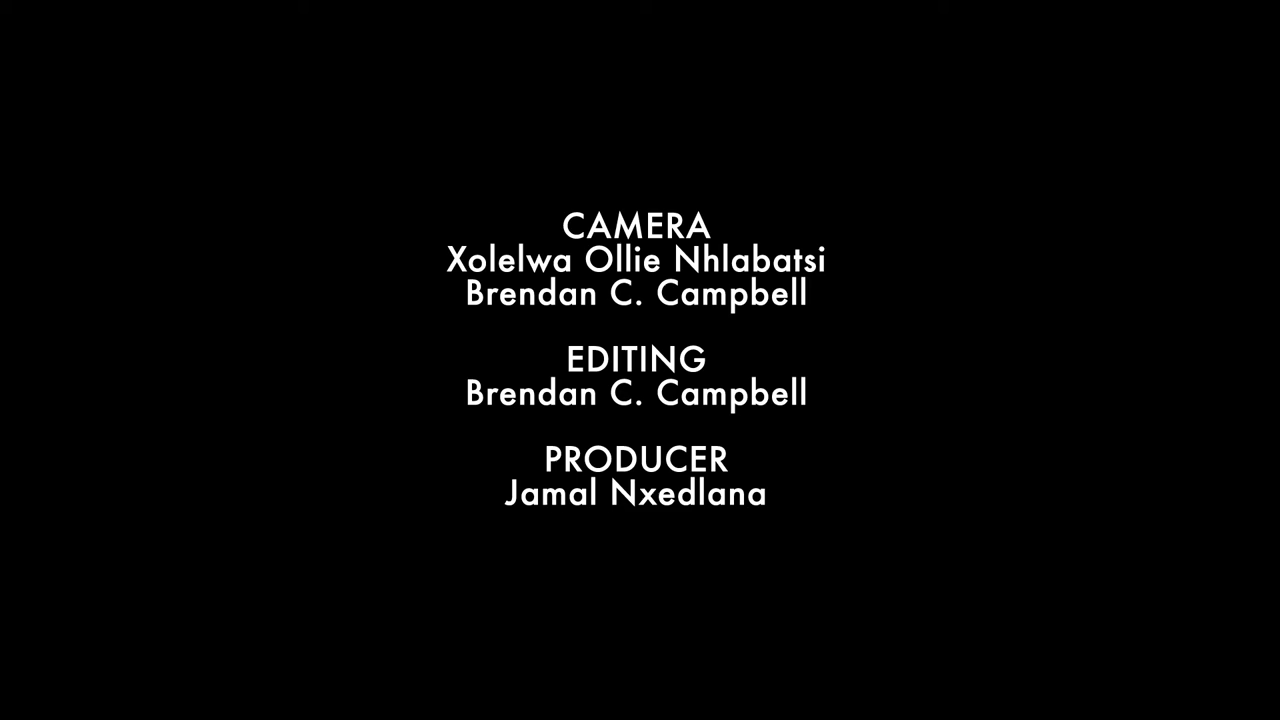 CAMERA
Xolelwa Ollie Nhlabatsi
Brendan C. Campbell
EDITING
Brendan C. Campbell
PRODUCER
Jamal Nxedlana